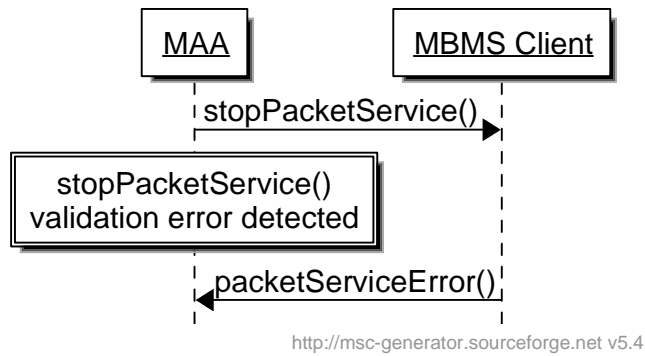 MAA
MBMS Client
stopPacketService()
stopPacketService()
validation error detected
packetServiceError()
http://msc-generator.sourceforge.net v5.4